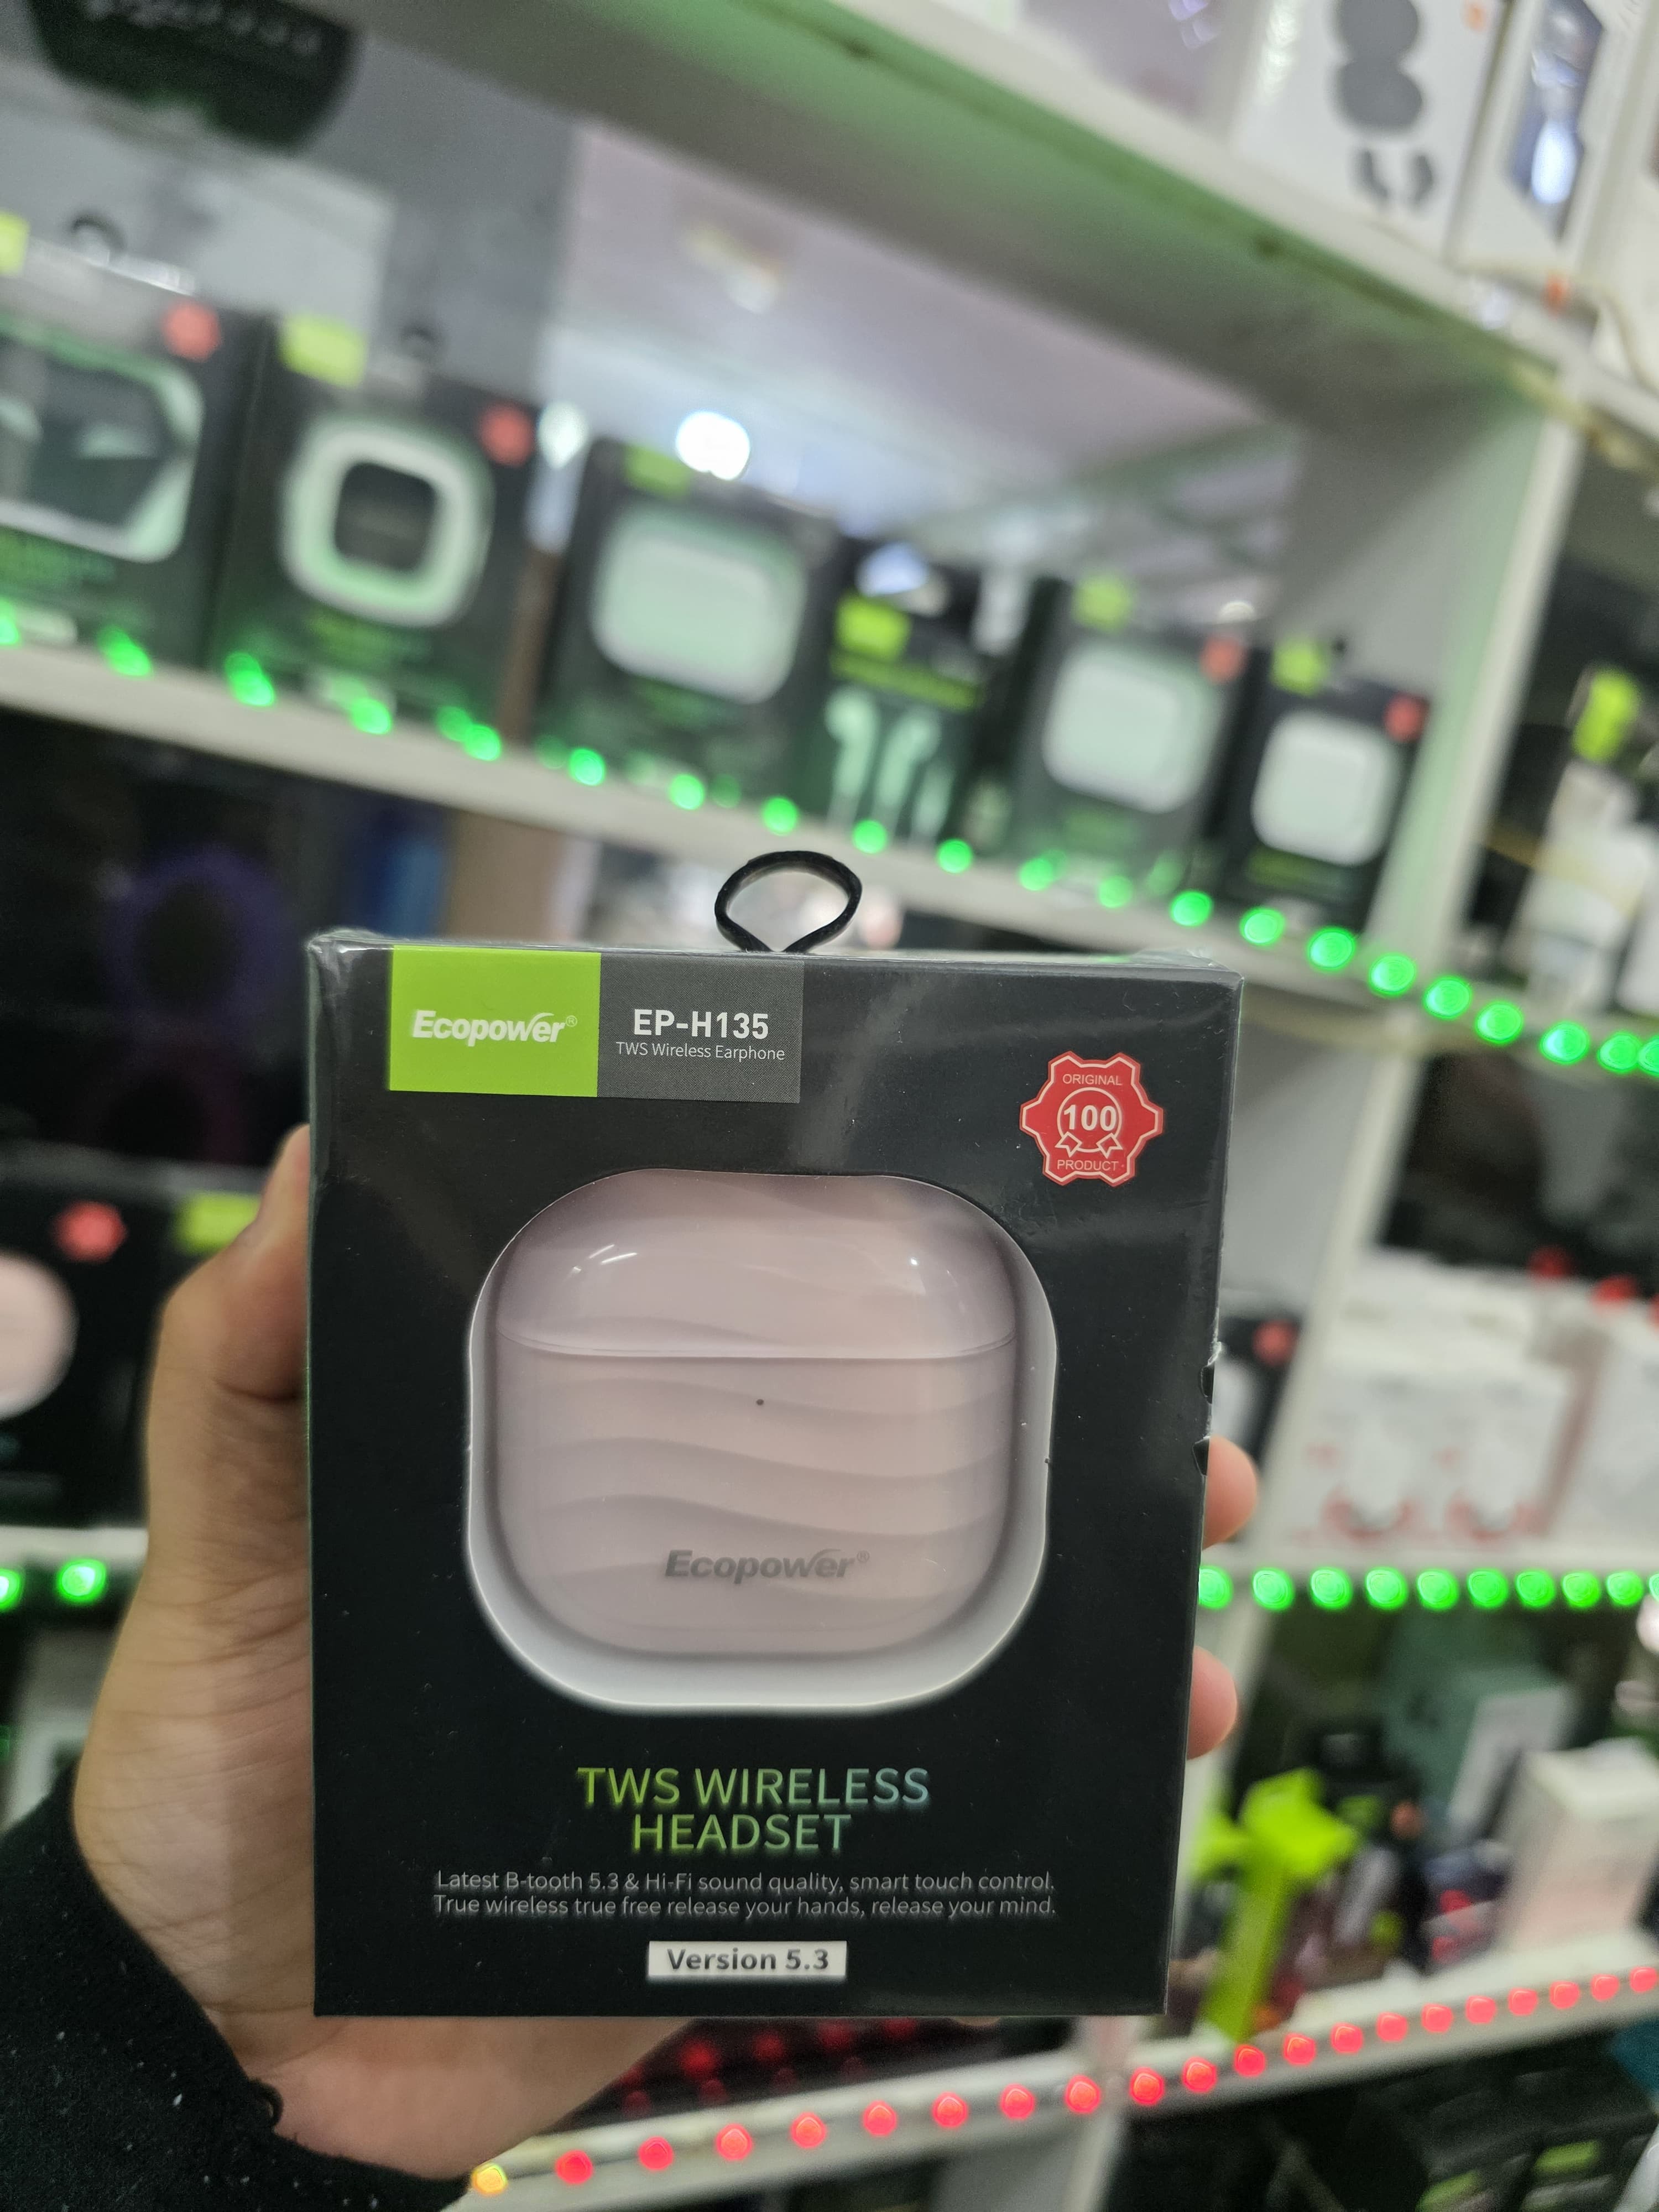 Ecopower®
EP-H135
TWS Wireless Earphone
ORIGINAL
100
PRODUCT
Ecopower®
TWS WIRELESS
HEADSET
Latest B-tooth 5.3 & Hi-Fi sound quality, smart touch control.
True wireless true free release your hands, release your mind.
Version 5.3